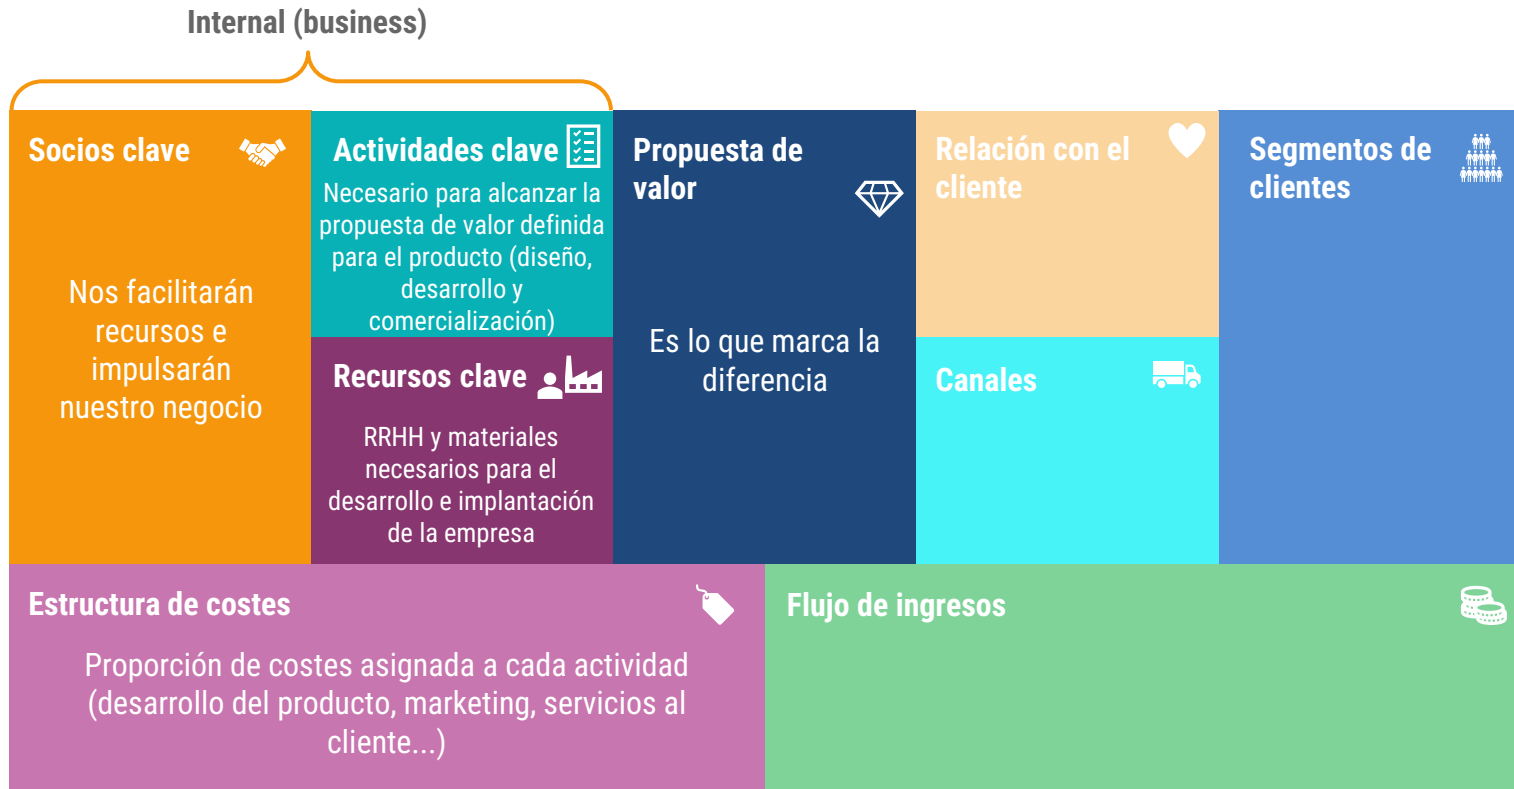 Internal (business)
Socios clave
Nos facilitarán
recursos e
impulsarán
nuestro negocio
Actividades clave
Necesario para alcanzar la
propuesta de valor definida
para el producto (diseño,
desarrollo y
comercialización)
Recursos clave
RRHH y materiales
necesarios para el
desarrollo e implantación
de la empresa
Propuesta de
valor
Es lo que marca la
diferencia
Relación con el
cliente
Canales
Segmentos de
clientes
Estructura de costes
Proporción de costes asignada a cada actividad
(desarrollo del producto, marketing, servicios al
cliente...)
Flujo de ingresos